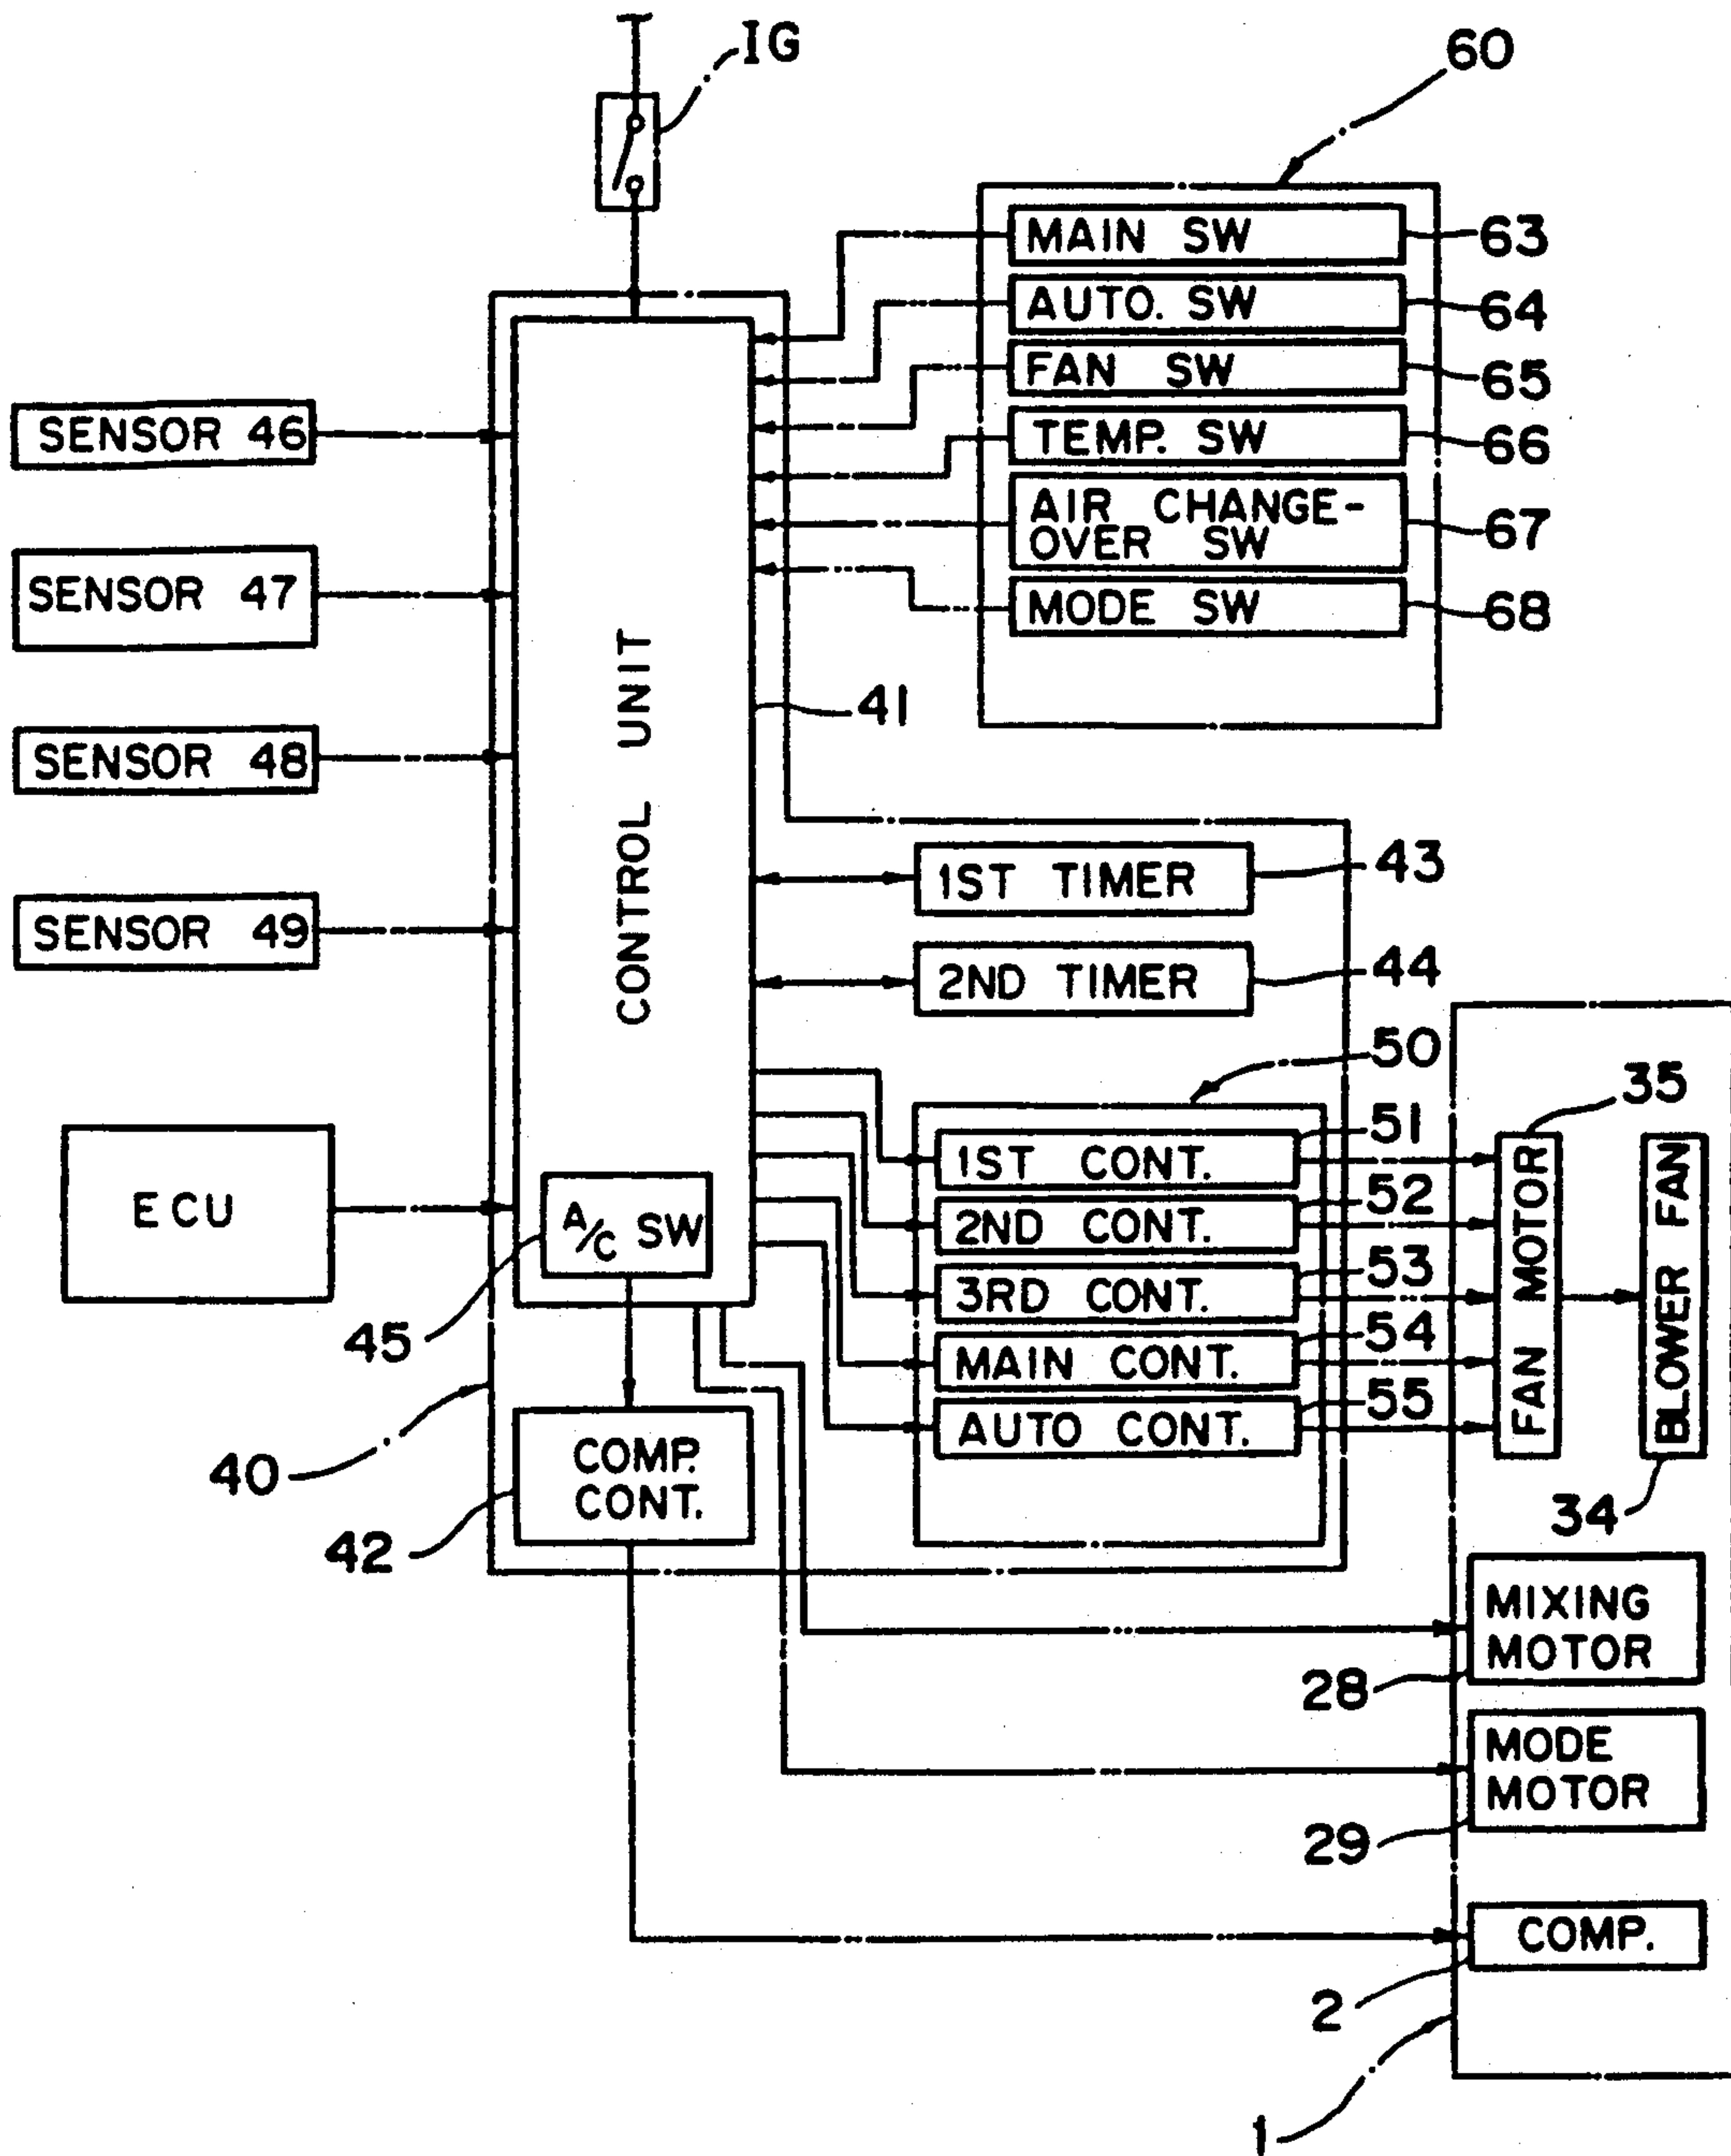 IG
60
MAIN SW
63
AUTO. SW
64
FAN SW
65
TEMP. SW
66
AIR CHANGE-
OVER SW
67
MODE SW
68
SENSOR 46
SENSOR 47
SENSOR 48
SENSOR 49
ECU
CONTROL UNIT
41
1ST TIMER
43
2ND TIMER
44
50
1ST CONT.
51
2ND CONT.
52
3RD CONT.
53
MAIN CONT.
54
AUTO CONT.
55
35
FAN MOTOR
BLOWER FAN
34
A/C SW
45
40
COMP.
CONT.
42
MIXING
MOTOR
28
MODE
MOTOR
29
COMP.
2
1